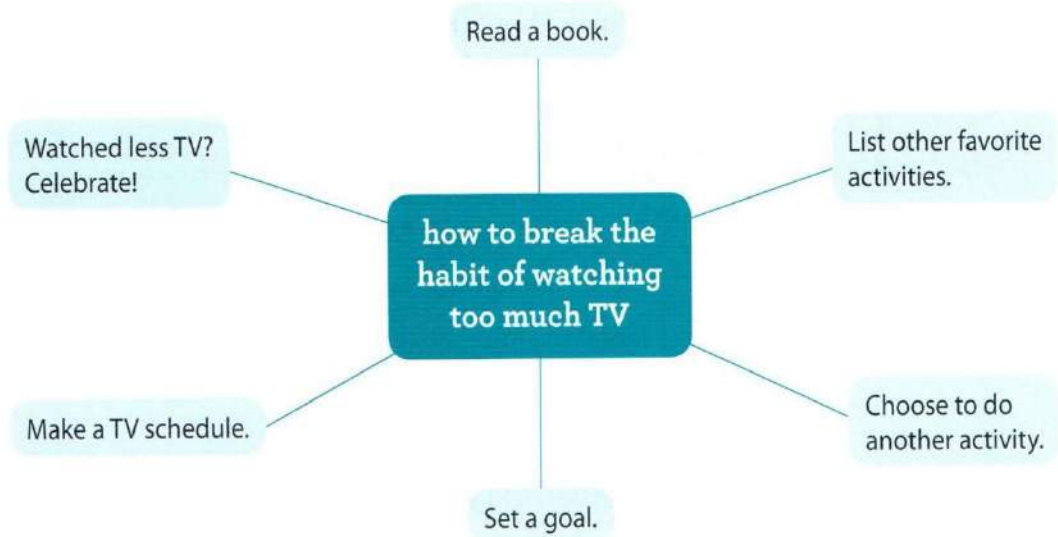 Read a book.
Watched less TV?
Celebrate!
List other favorite
activities.
how to break the
habit of watching
too much TV
Make a TV schedule.
Choose to do
another activity.
Set a goal.